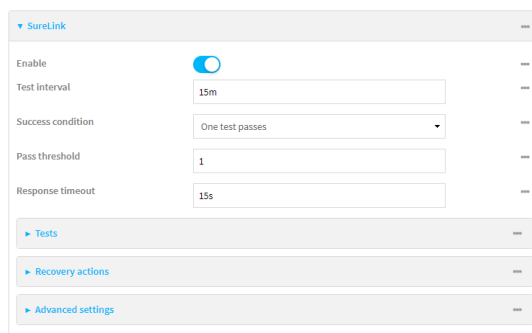 SureLink
Enable
Test interval
15m
Success condition
One test passes
Pass threshold
1
Response timeout
15s
Tests
Recovery actions
Advanced settings